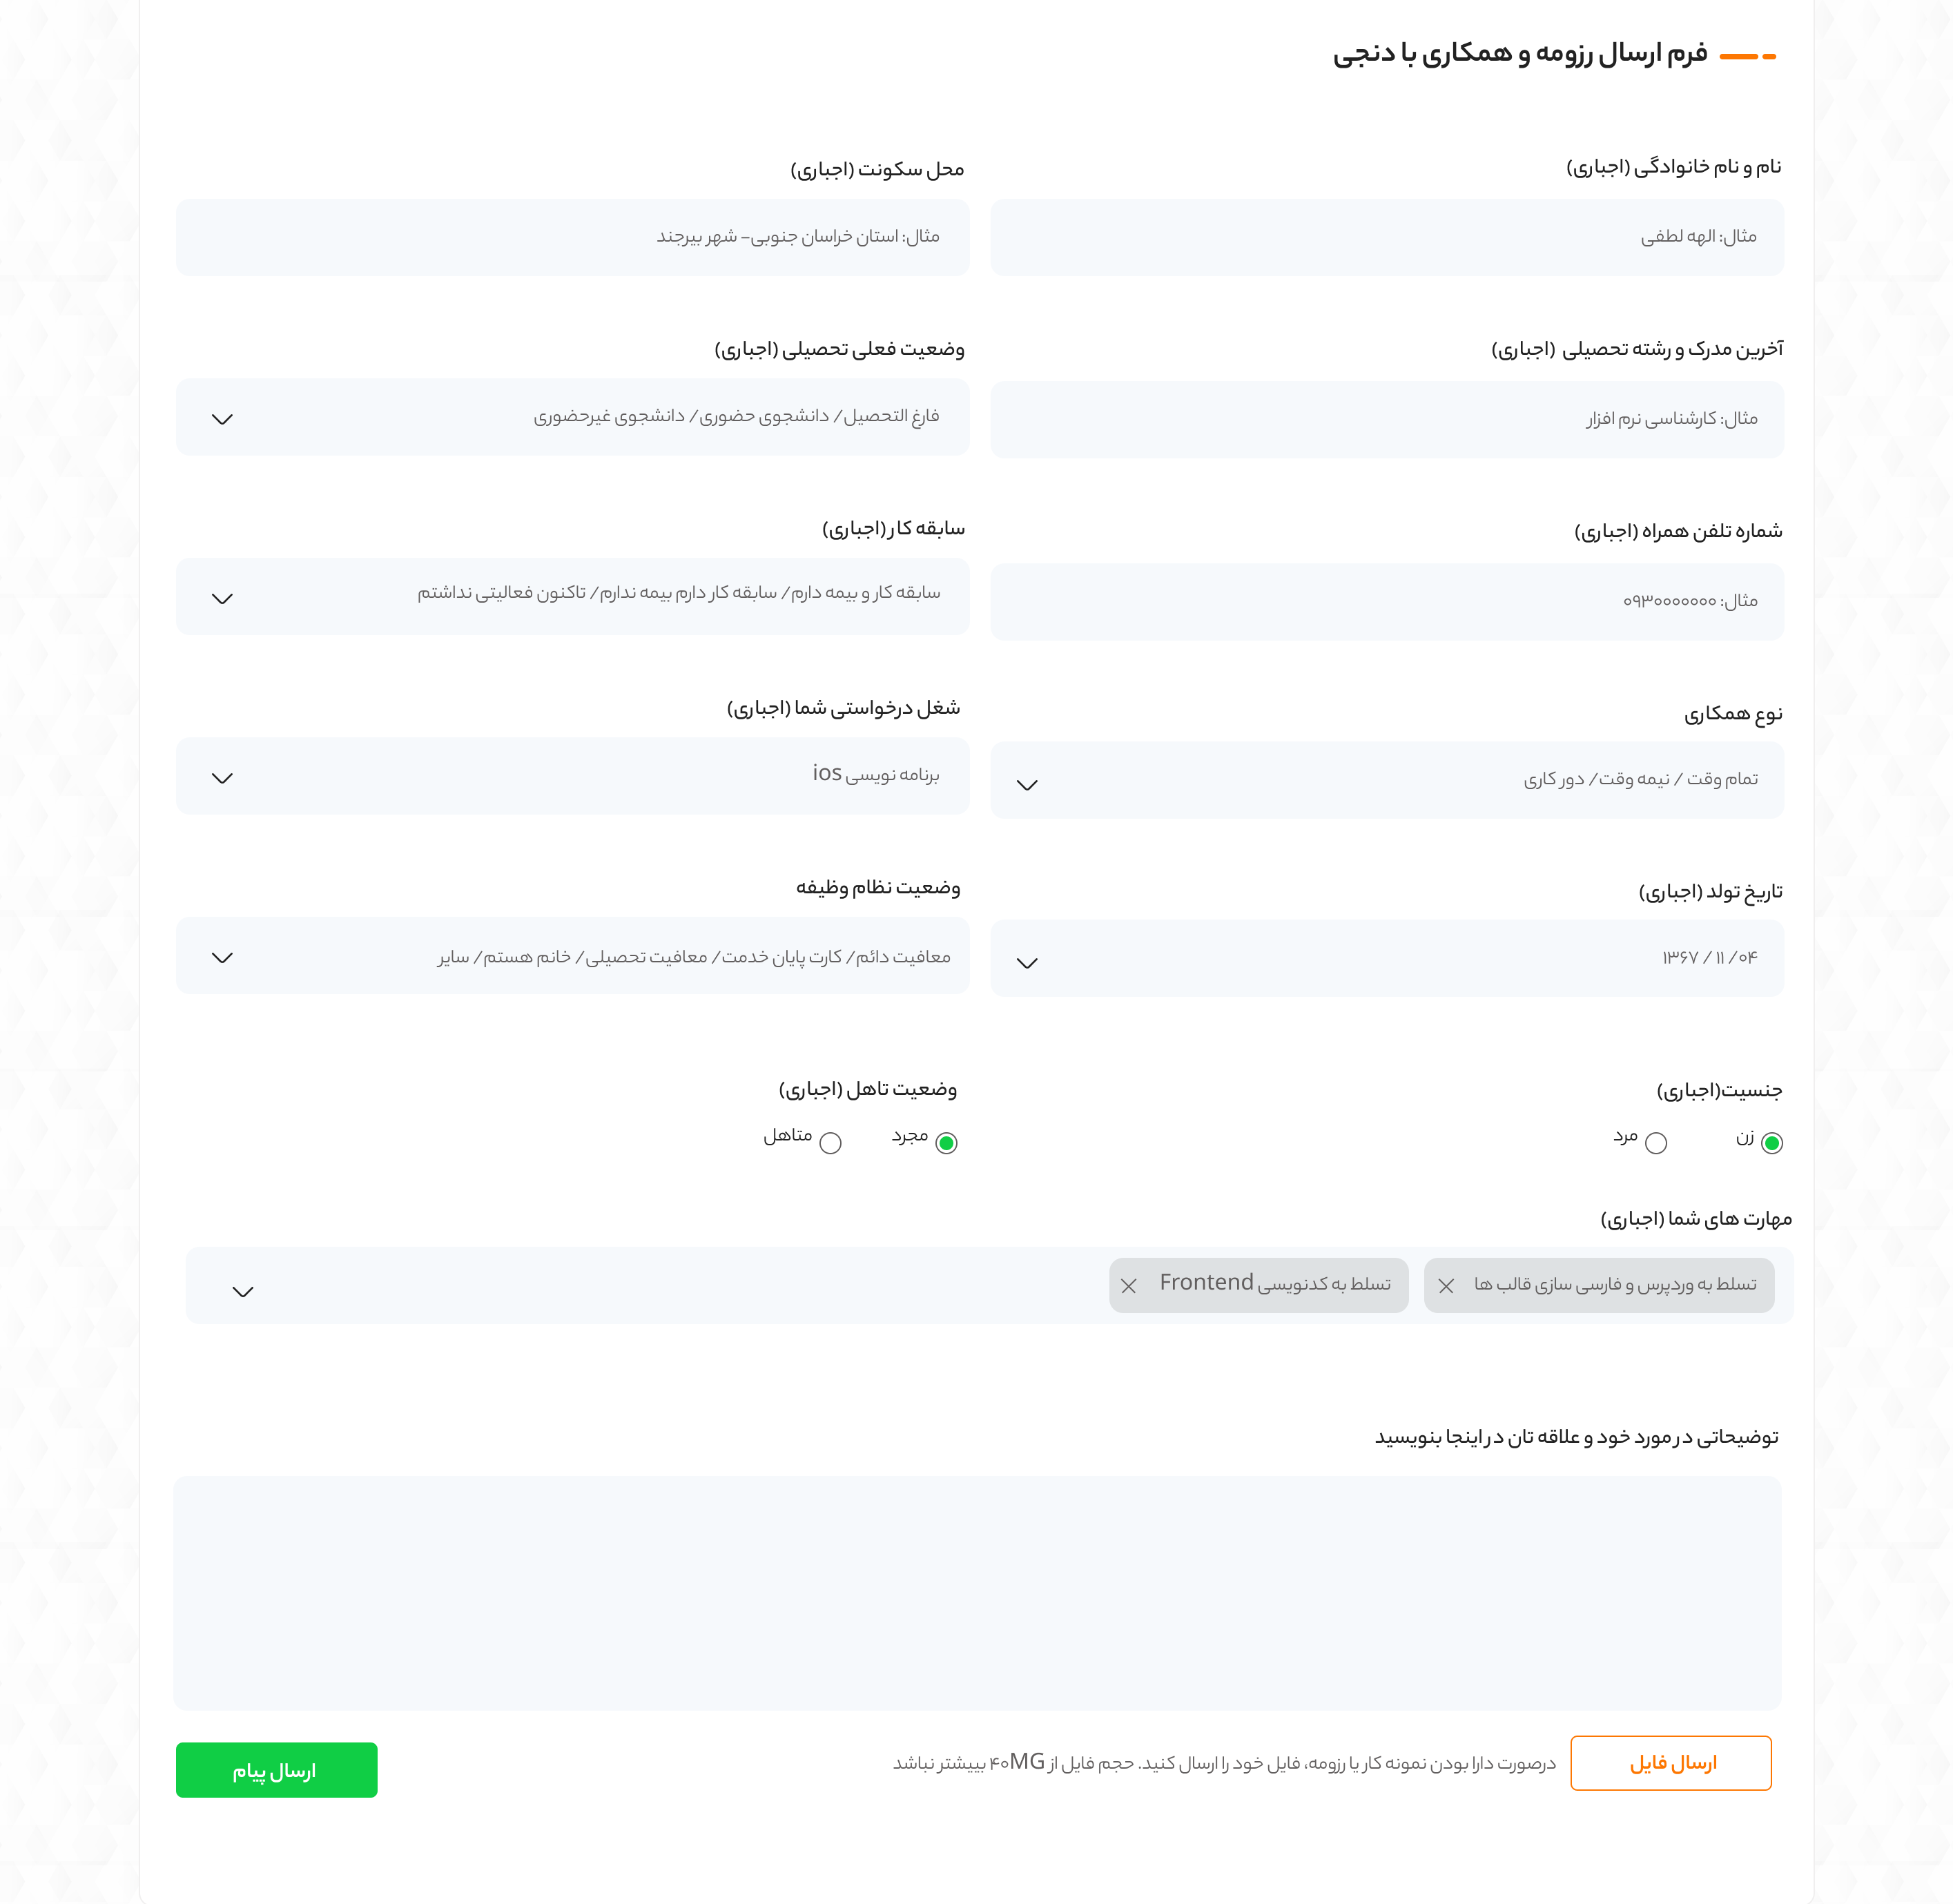 فرم ارسال رزومه و همکاری با دنجی
نام و نام خانوادگی (اجباری)
مثال: الهه لطفی
محل سکونت (اجباری)
مثال: استان خراسان جنوبی- شهر بیرجند
آخرین مدرک و رشته تحصیلی (اجباری)
مثال: کارشناسی نرم افزار
وضعیت فعلی تحصیلی (اجباری)
فارغ التحصیل/ دانشجوی حضوری/ دانشجوی غیرحضوری
شماره تلفن همراه (اجباری)
مثال: ۰۹۳۰۰۰۰۰۰۰۰
سابقه کار (اجباری)
سابقه کار و بیمه دارم/ سابقه کار دارم بیمه ندارم/ تاکنون فعالیتی نداشتم
نوع همکاری
تمام وقت / نیمه وقت/ دور کاری
شغل درخواستی شما (اجباری)
برنامه نویسی ios
تاریخ تولد (اجباری)
۰۴/ ۱۱ / ۱۳۶۷
وضعیت نظام وظیفه
معافیت دائم/ کارت پایان خدمت/ معافیت تحصیلی/ خانم هستم/ سایر
جنسیت(اجباری)
زن
مرد
وضعیت تاهل (اجباری)
مجرد
متاهل
مهارت های شما (اجباری)
تسلط به وردپرس و فارسی سازی قالب ها
تسلط به کدنویسی Frontend
توضیحاتی در مورد خود و علاقه تان در اینجا بنویسید
ارسال فایل
درصورت دارا بودن نمونه کار یا رزومه، فایل خود را ارسال کنید. حجم فایل از ۴۰MG بییشتر نباشد
ارسال پیام